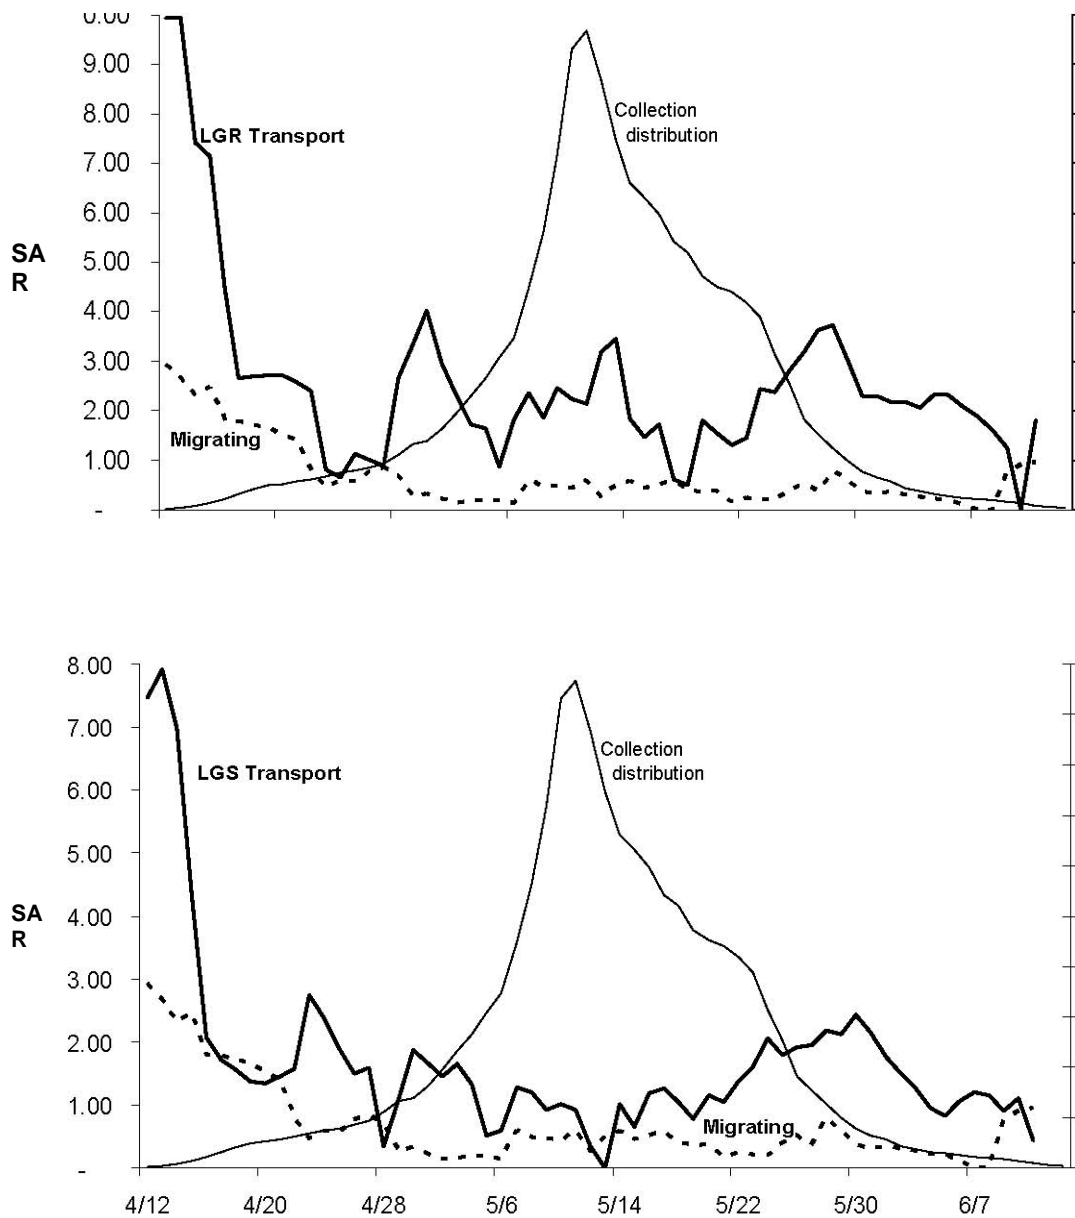 0.00
9.00
8.00
7.00
6.00
5.00
4.00
3.00
2.00
1.00
-
SA
R
LGR Transport
Collection
distribution
Migrating
8.00
7.00
6.00
5.00
4.00
3.00
2.00
1.00
-
SA
R
LGS Transport
Collection
distribution
Migrating
4/12 4/20 4/28 5/6 5/14 5/22 5/30 6/7